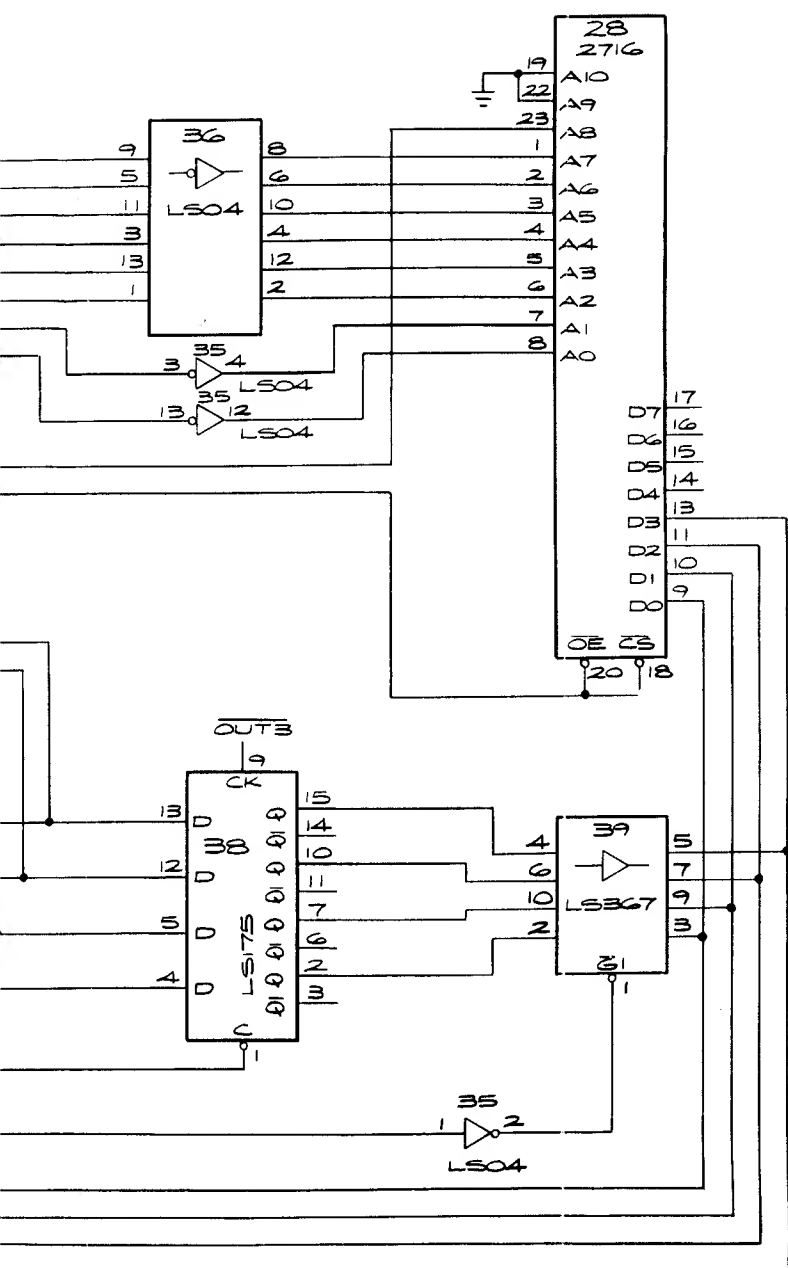 28
2716
19 A10
22 A9
23 A8
1 A7
2 A6
3 A5
4 A4
5 A3
6 A2
7 A1
8 A0
D7 17
D6 16
D5 15
D4 14
D3 13
D2 11
D1 10
D0 9
OE CS
20 18
36
LS04
9 8
5 6
11 10
3 4
13 12
1 2
35
3 4
LS04
35
13 12
LS04
OUT3
9
CK
38
LS175
13 D
12 D
5 D
4 D
Q 15
Q 14
Q 10
Q 11
Q 7
Q 6
Q 2
Q 3
C
1
39
LS367
4 5
6 7
10 9
2 3
G1
1
35
1 2
LS04